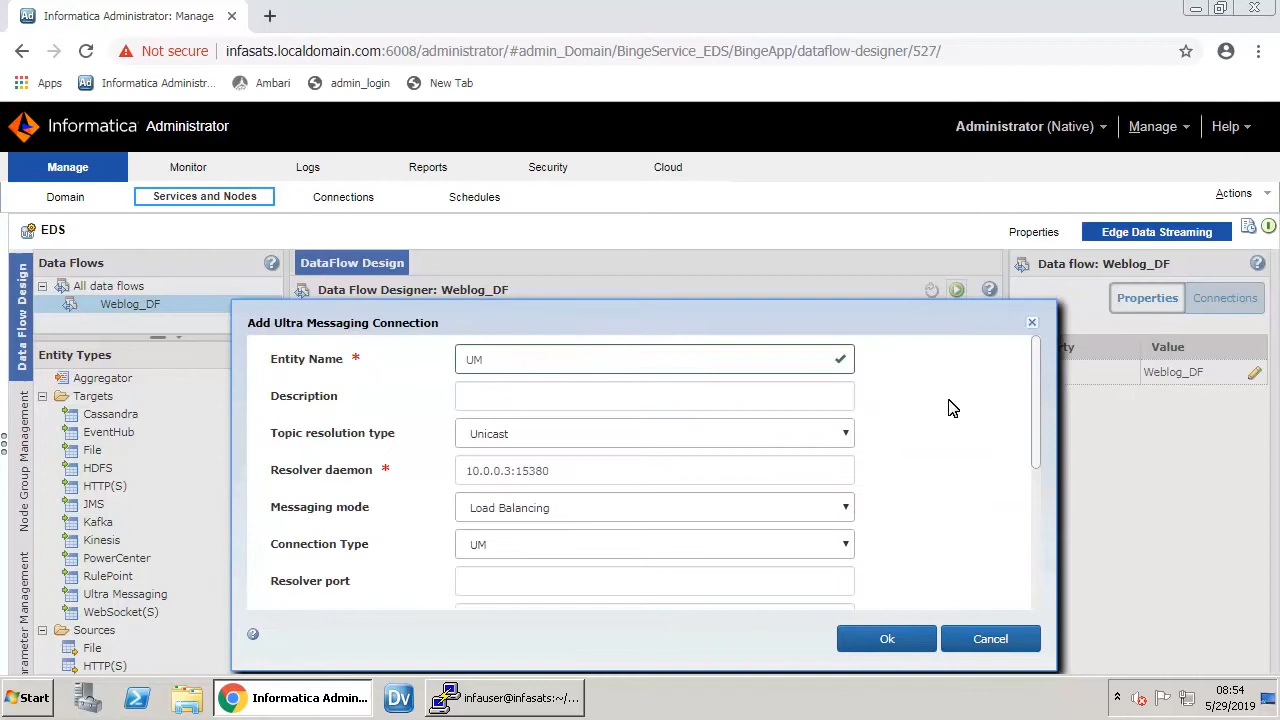 Informatica Administrator: Manage
Not secure infasats.localdomain.com:6008/administrator/#admin_Domain/BingeService_EDS/BingeApp/dataflow-designer/527/
Apps Informatica Administr... Ambari admin_login New Tab
Informatica Administrator Administrator (Native) Manage Help
Manage Monitor Logs Reports Security Cloud
Domain Services and Nodes Connections Schedules Actions
EDS Properties Edge Data Streaming
Data Flows DataFlow Design Data flow: Weblog_DF
All data flows Data Flow Designer: Weblog_DF Properties Connections
Weblog_DF
Add Ultra Messaging Connection
Entity Types
Value
Weblog_DF
Entity Name * UM
Description
Topic resolution type Unicast
Resolver daemon * 10.0.0.3:15380
Messaging mode Load Balancing
Connection Type UM
Resolver port
Ok Cancel
Aggregator
Targets
Cassandra
EventHub
File
HDFS
HTTP(S)
JMS
Kafka
Kinesis
PowerCenter
RulePoint
Ultra Messaging
WebSocket(S)
Sources
File
HTTP(S)
Data Flow Design
Node Group Management
Start Informatica Admin... Dv infauser@infasats:~/... 08:54
5/29/2019